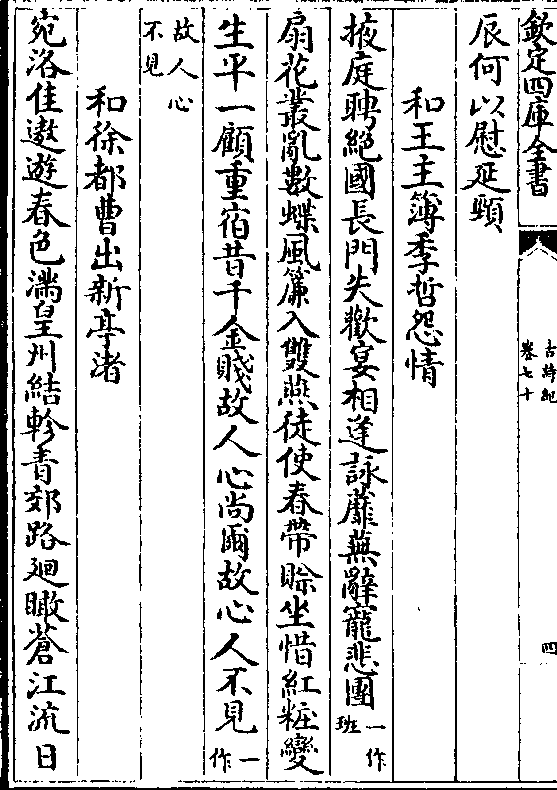 欽定四庫全書
古詩紀
卷七十
四
辰何以慰延頸
和王主簿季哲怨情
掖庭聘絕國長門失歡宴相逢詠蘼蕪辭寵悲團一作班
扇花叢亂數蝶風簾入雙燕徒使春帶賖坐惜紅粧變
生平一顧重宿昔千金賤故人心尚爾故心人不見一作
故人心不見
和徐都曹出新亭渚
宛洛佳遨遊春色滿皇州結軫青郊路廻瞰蒼江流日